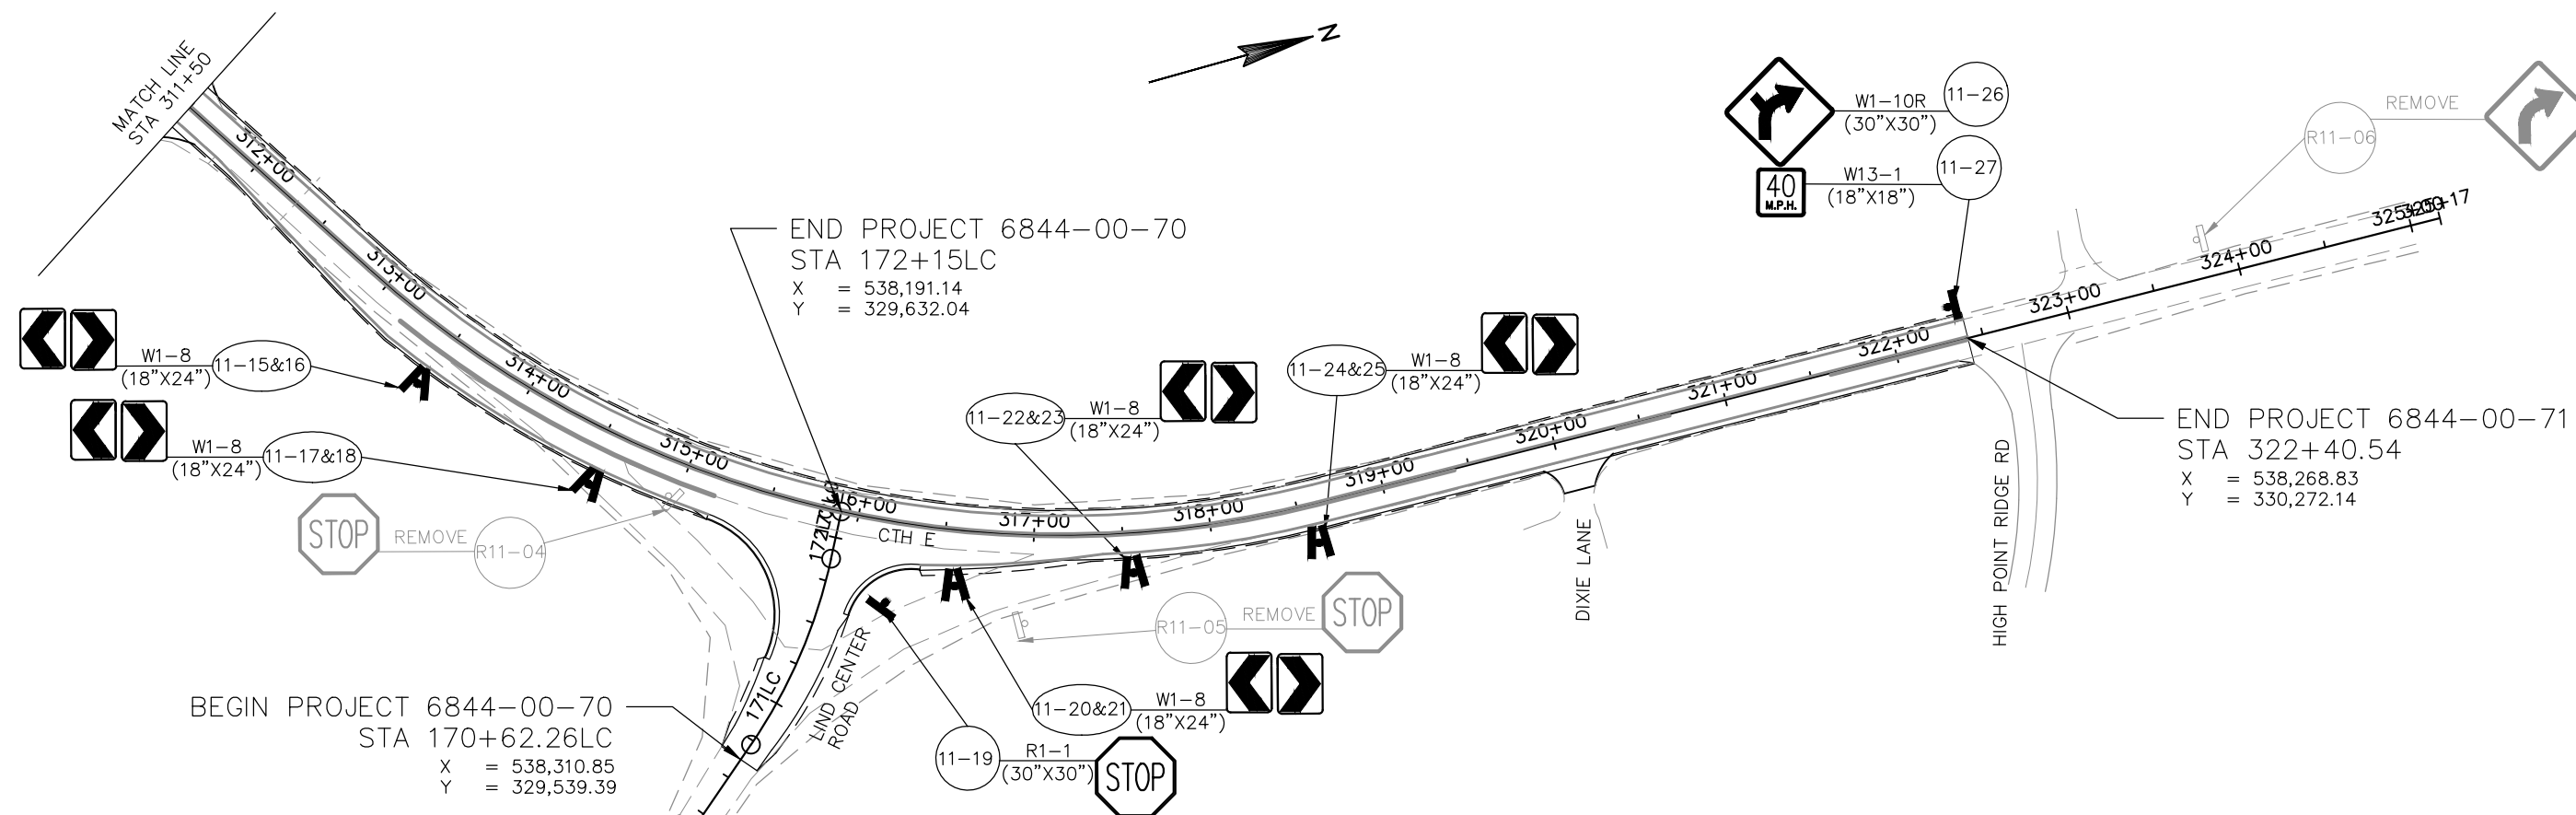 MATCH LINE
STA 311+50
N
312+00
313+00
314+00
315+00
316+00
317+00
318+00
319+00
320+00
321+00
322+00
323+00
324+00
325+17
W1-10R
(30"X30")
11-26
40
M.P.H.
W13-1
(18"X18")
11-27
REMOVE
R11-06
END PROJECT 6844-00-70
STA 172+15LC
X = 538,191.14
Y = 329,632.04
W1-8
(18"X24")
11-15&16
W1-8
(18"X24")
11-17&18
STOP
REMOVE
R11-04
11-22&23
W1-8
(18"X24")
11-24&25
W1-8
(18"X24")
CTH E
END PROJECT 6844-00-71
STA 322+40.54
X = 538,268.83
Y = 330,272.14
DIXIE LANE
HIGH POINT RIDGE RD
R11-05
REMOVE
STOP
BEGIN PROJECT 6844-00-70
STA 170+62.26LC
X = 538,310.85
Y = 329,539.39
171LC
LIND CENTER
ROAD
11-20&21
W1-8
(18"X24")
11-19
R1-1
(30"X30")
STOP